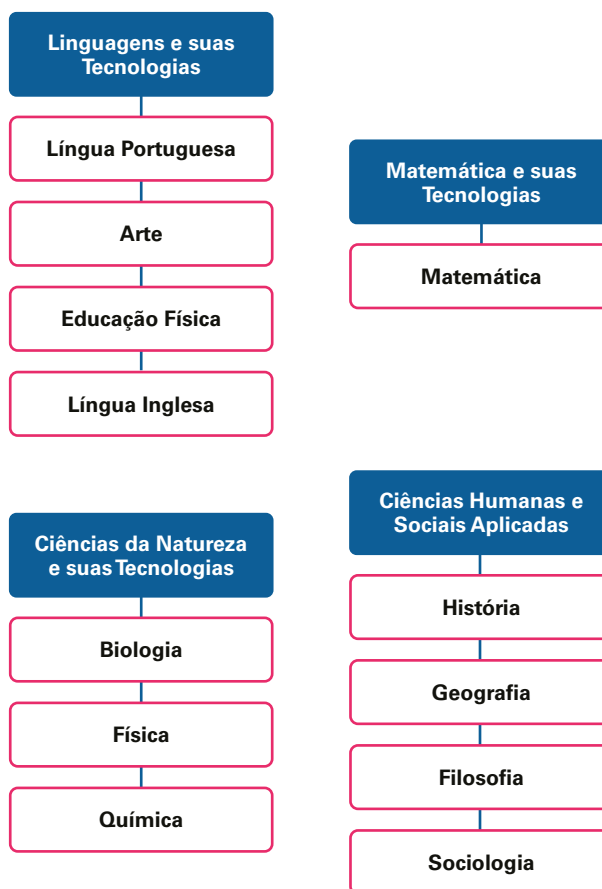 Linguagens e suas
Tecnologias
Língua Portuguesa
Arte
Educação Física
Língua Inglesa
Matemática e suas
Tecnologias
Matemática
Ciências da Natureza
e suas Tecnologias
Biologia
Física
Química
Ciências Humanas e
Sociais Aplicadas
História
Geografia
Filosofia
Sociologia